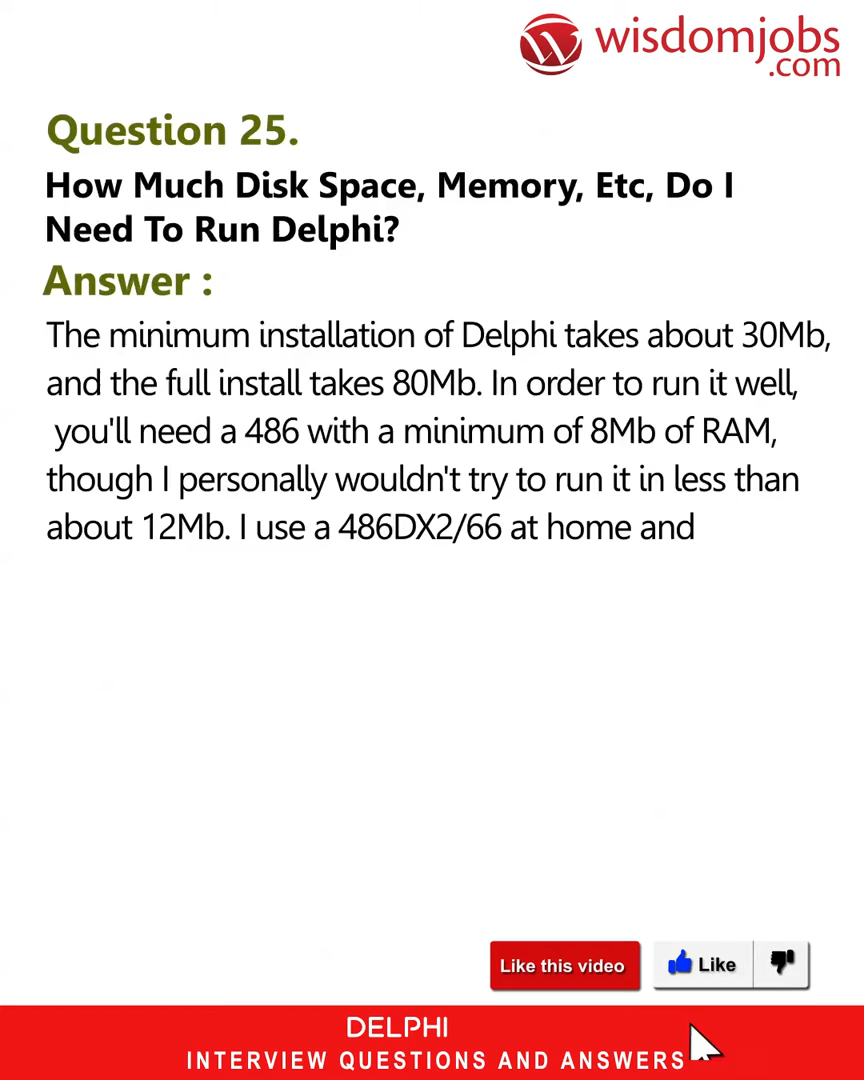 wisdomjobs
.com
Question 25.
How Much Disk Space, Memory, Etc, Do I
Need To Run Delphi?
Answer :
The minimum installation of Delphi takes about 30Mb,
and the full install takes 80Mb. In order to run it well,
you'll need a 486 with a minimum of 8Mb of RAM,
though I personally wouldn't try to run it in less than
about 12Mb. I use a 486DX2/66 at home and
Like this video
Like
DELPHI
INTERVIEW QUESTIONS AND ANSWERS